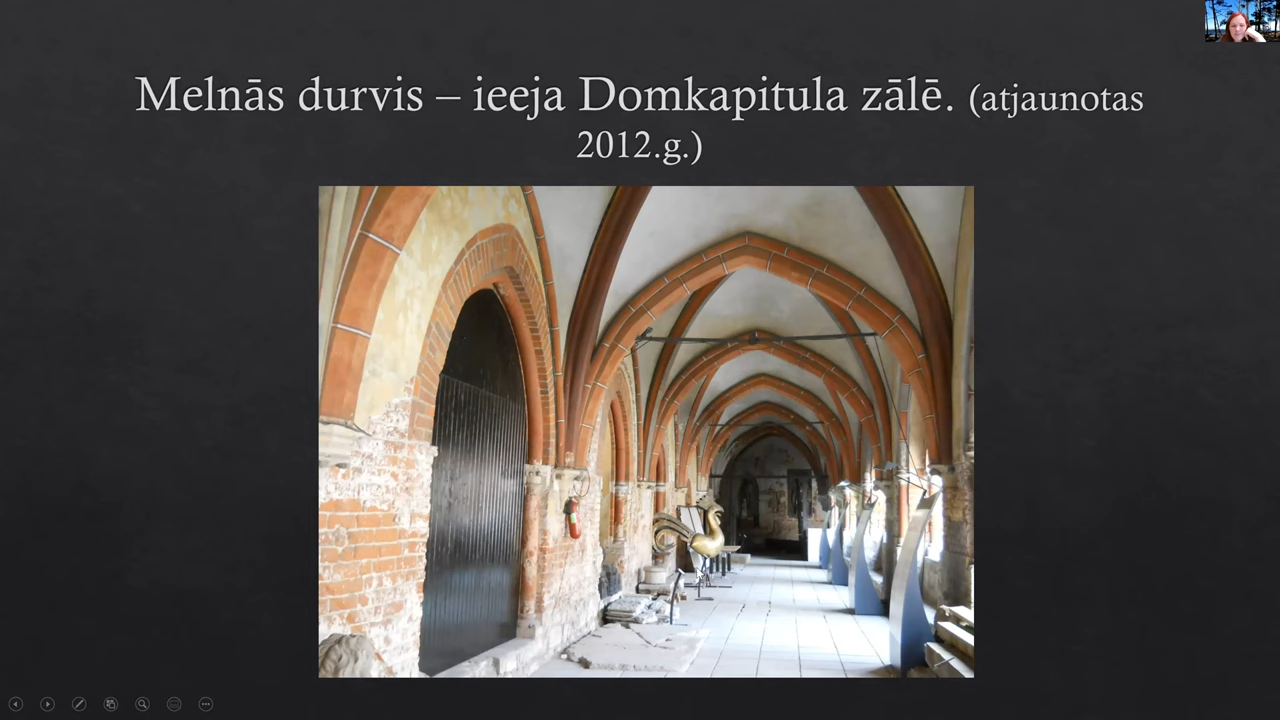 Melnās durvis – ieeja Domkapitula zālē. (atjaunotas
2012.g.)